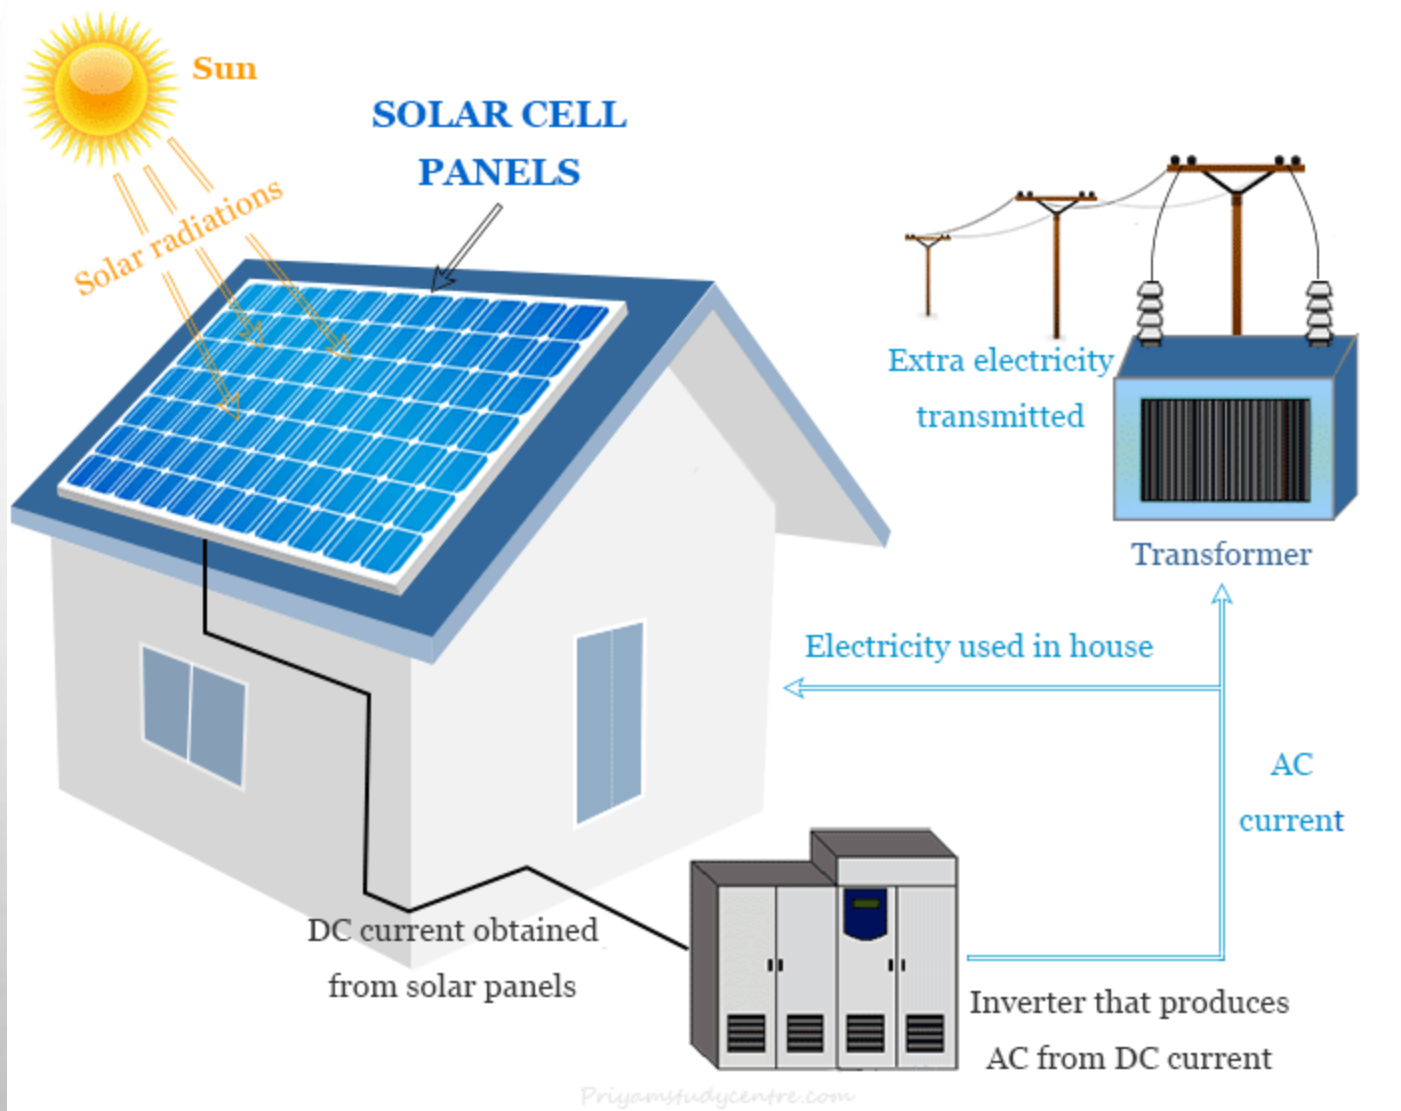 Sun
SOLAR CELL
PANELS
Solar radiations
Extra electricity
transmitted
Transformer
Electricity used in house
AC
current
DC current obtained
from solar panels
Inverter that produces
AC from DC current
Priyamstudycentre.com